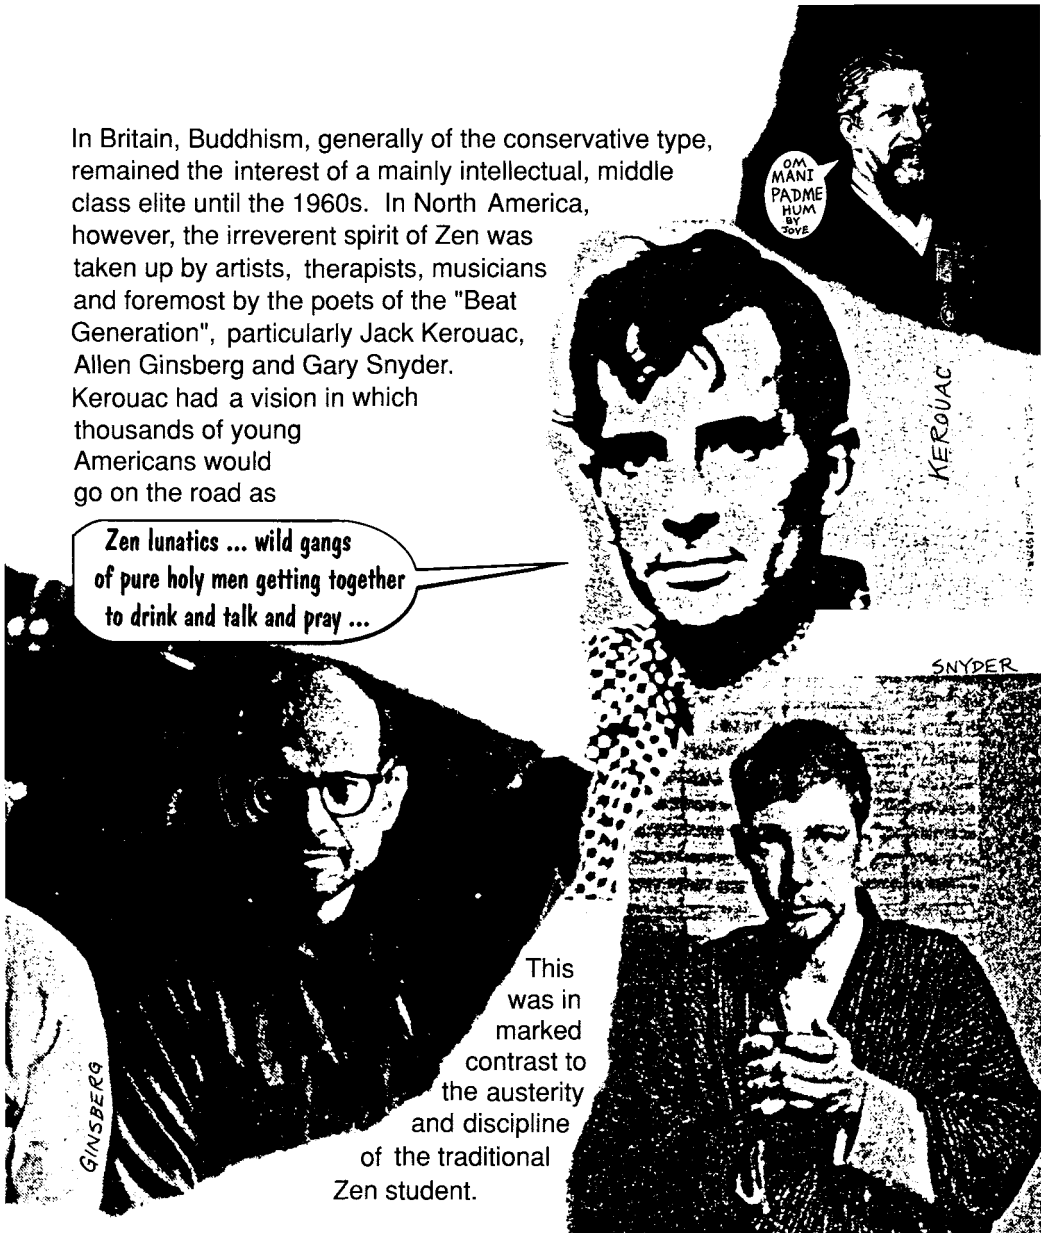 In Britain, Buddhism, generally of the conservative type,
remained the interest of a mainly intellectual, middle
class elite until the 1960s. In North America,
however, the irreverent spirit of Zen was
taken up by artists, therapists, musicians
and foremost by the poets of the "Beat
Generation", particularly Jack Kerouac,
Allen Ginsberg and Gary Snyder.
Kerouac had a vision in which
thousands of young
Americans would
go on the road as
OM
MANI
PADME
HUM
BY
JOVE
KEROUAC
Zen lunatics ... wild gangs
of pure holy men getting together
to drink and talk and pray ...
SNYDER
GINSBERG
This
was in
marked
contrast to
the austerity
and discipline
of the traditional
Zen student.